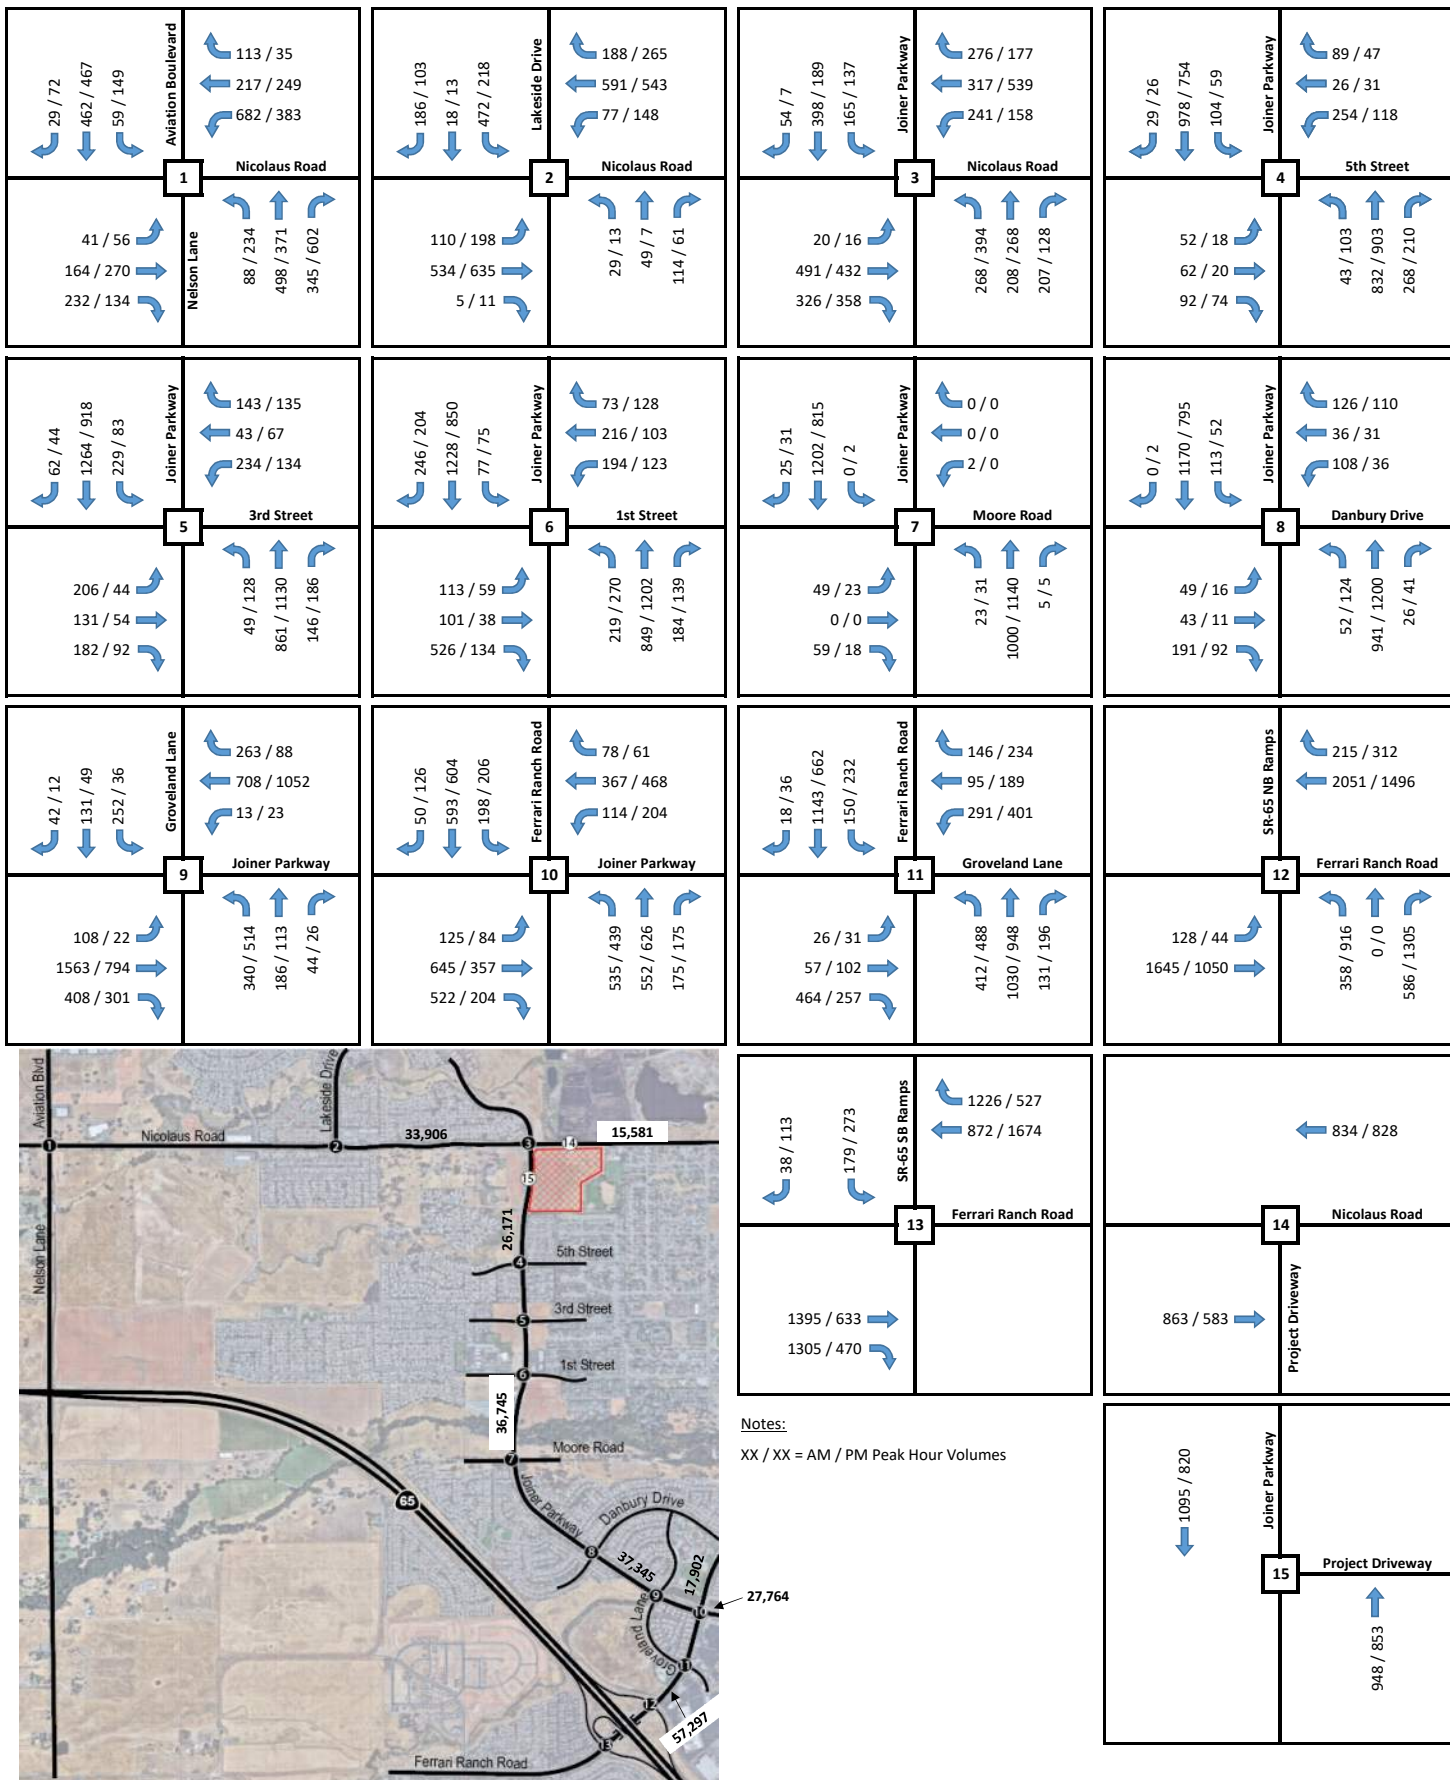 Aviation Boulevard
29 / 72
462 / 467
59 / 149
113 / 35
217 / 249
682 / 383
1
Nicolaus Road
Nelson Lane
41 / 56
164 / 270
232 / 134
88 / 234
498 / 371
345 / 602
Lakeside Drive
186 / 103
18 / 13
472 / 218
188 / 265
591 / 543
77 / 148
2
Nicolaus Road
110 / 198
534 / 635
5 / 11
29 / 13
49 / 7
114 / 61
Joiner Parkway
54 / 7
398 / 189
165 / 137
276 / 177
317 / 539
241 / 158
3
Nicolaus Road
20 / 16
491 / 432
326 / 358
268 / 394
208 / 268
207 / 128
Joiner Parkway
29 / 26
978 / 754
104 / 59
89 / 47
26 / 31
254 / 118
4
5th Street
52 / 18
62 / 20
92 / 74
43 / 103
832 / 903
268 / 210
Joiner Parkway
62 / 44
1264 / 918
229 / 83
143 / 135
43 / 67
234 / 134
5
3rd Street
206 / 44
131 / 54
182 / 92
49 / 128
861 / 1130
146 / 186
Joiner Parkway
246 / 204
1228 / 850
77 / 75
73 / 128
216 / 103
194 / 123
6
1st Street
113 / 59
101 / 38
526 / 134
219 / 270
849 / 1202
184 / 139
Joiner Parkway
25 / 31
1202 / 815
0 / 2
0 / 0
0 / 0
2 / 0
7
Moore Road
49 / 23
0 / 0
59 / 18
23 / 31
1000 / 1140
5 / 5
Joiner Parkway
0 / 2
1170 / 795
113 / 52
126 / 110
36 / 31
108 / 36
8
Danbury Drive
49 / 16
43 / 11
191 / 92
52 / 124
941 / 1200
26 / 41
Groveland Lane
42 / 12
131 / 49
252 / 36
263 / 88
708 / 1052
13 / 23
9
Joiner Parkway
108 / 22
1563 / 794
408 / 301
340 / 514
186 / 113
44 / 26
Ferrari Ranch Road
50 / 126
593 / 604
198 / 206
78 / 61
367 / 468
114 / 204
10
Joiner Parkway
125 / 84
645 / 357
522 / 204
535 / 439
552 / 626
175 / 175
Ferrari Ranch Road
18 / 36
1143 / 662
150 / 232
146 / 234
95 / 189
291 / 401
11
Groveland Lane
26 / 31
57 / 102
464 / 257
412 / 488
1030 / 948
131 / 196
SR-65 NB Ramps
215 / 312
2051 / 1496
12
Ferrari Ranch Road
128 / 44
1645 / 1050
358 / 916
0 / 0
586 / 1305
Aviation Blvd
Lakeside Drive
Nicolaus Road
33,906
15,581
1
2
3
14
15
Nelson Lane
26,171
4
5th Street
5
3rd Street
6
1st Street
36,745
7
Moore Road
65
Joiner Parkway
Danbury Drive
8
37,345
17,902
9
10
27,764
Groveland Lane
11
12
57,297
13
Ferrari Ranch Road
SR-65 SB Ramps
38 / 113
179 / 273
1226 / 527
872 / 1674
13
Ferrari Ranch Road
1395 / 633
1305 / 470
834 / 828
14
Nicolaus Road
Project Driveway
863 / 583
Notes:
XX / XX = AM / PM Peak Hour Volumes
Joiner Parkway
1095 / 820
15
Project Driveway
948 / 853